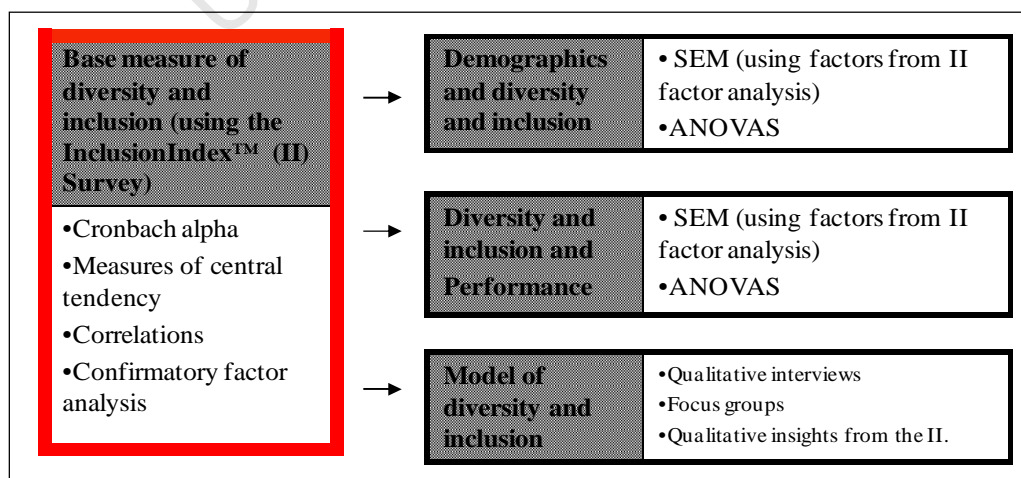 Base measure of
diversity and
inclusion (using the
InclusionIndex™ (II)
Survey)
•Cronbach alpha
•Measures of central
tendency
•Correlations
•Confirmatory factor
analysis
Demographics
and diversity
and inclusion
• SEM (using factors from II
factor analysis)
•ANOVAS
Diversity and
inclusion and
Performance
• SEM (using factors from II
factor analysis)
•ANOVAS
Model of
diversity and
inclusion
•Qualitative interviews
•Focus groups
•Qualitative insights from the II.